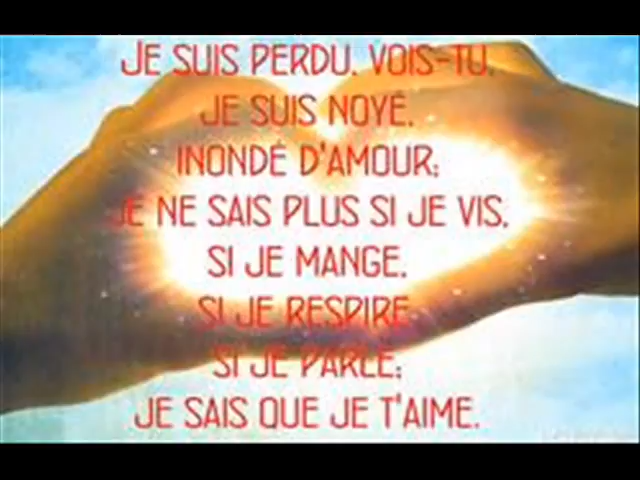 JE SUIS PERDU, VOIS-TU,
JE SUIS NOYÉ,
INONDÉ D'AMOUR;
JE NE SAIS PLUS SI JE VIS,
SI JE MANGE,
SI JE RESPIRE,
SI JE PARLE;
JE SAIS QUE JE T'AIME.